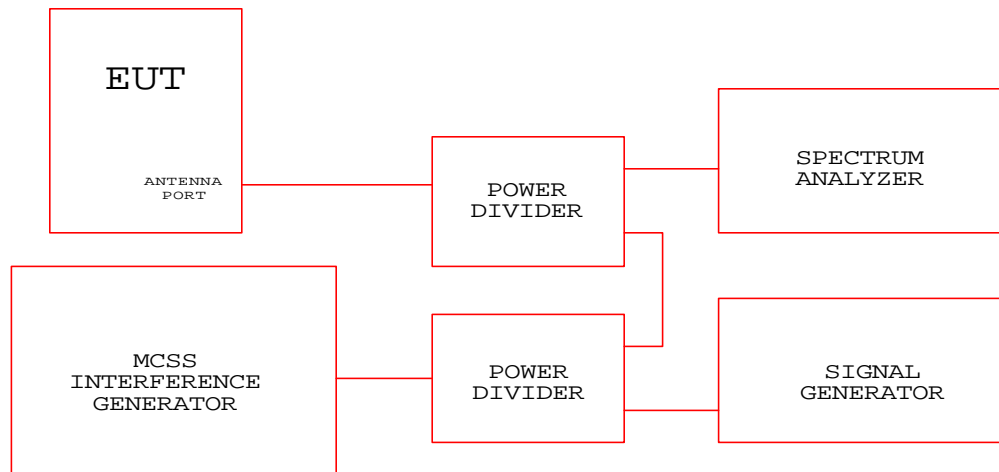 EUT
ANTENNA
PORT
POWER
DIVIDER
SPECTRUM
ANALYZER
MCSS
INTERFERENCE
GENERATOR
POWER
DIVIDER
SIGNAL
GENERATOR